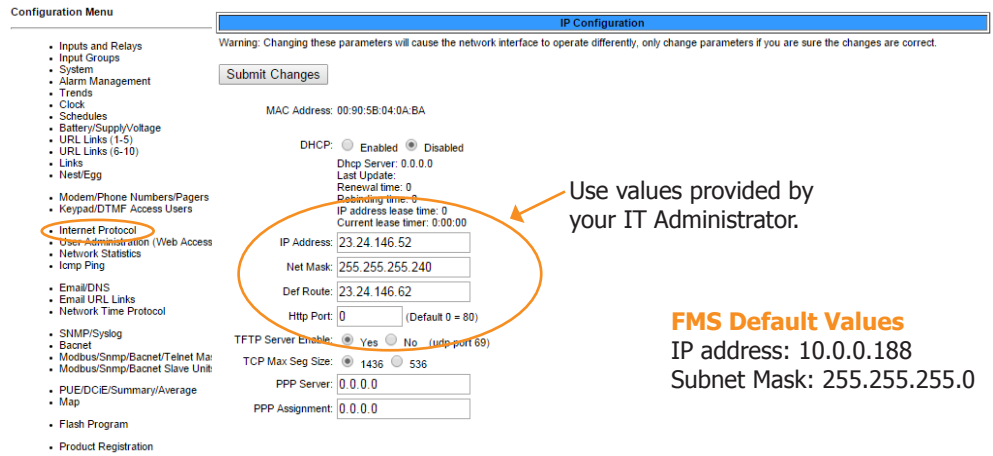 Configuration Menu
Inputs and Relays
Input Groups
System
Alarm Management
Trends
Clock
Schedules
Battery/SupplyVoltage
URL Links (1-5)
URL Links (6-10)
Links
Nest/Egg
Modem/Phone Numbers/Pagers
Keypad/DTMF Access Users
Internet Protocol
User Administration (Web Access
Network Statistics
Icmp Ping
Email/DNS
Email URL Links
Network Time Protocol
SNMP/Syslog
Bacnet
Modbus/Snmp/Bacnet/Telnet Mas
Modbus/Snmp/Bacnet Slave Units
PUE/DCiE/Summary/Average
Map
Flash Program
Product Registration
IP Configuration
Warning: Changing these parameters will cause the network interface to operate differently, only change parameters if you are sure the changes are correct.
Submit Changes
MAC Address: 00:90:5B:04:0A:BA
DHCP: Enabled Disabled
Dhcp Server: 0.0.0.0
Last Update:
Renewal time: 0
Rebinding time: 0
IP address lease time: 0
Current lease timer: 0:00:00
IP Address: 23.24.146.52
Net Mask: 255.255.255.240
Def Route: 23.24.146.62
Http Port: 0 (Default 0 = 80)
TFTP Server Enable: Yes No (udp port 69)
TCP Max Seg Size: 1436 536
PPP Server: 0.0.0.0
PPP Assignment: 0.0.0.0
Use values provided by
your IT Administrator.
FMS Default Values
IP address: 10.0.0.188
Subnet Mask: 255.255.255.0